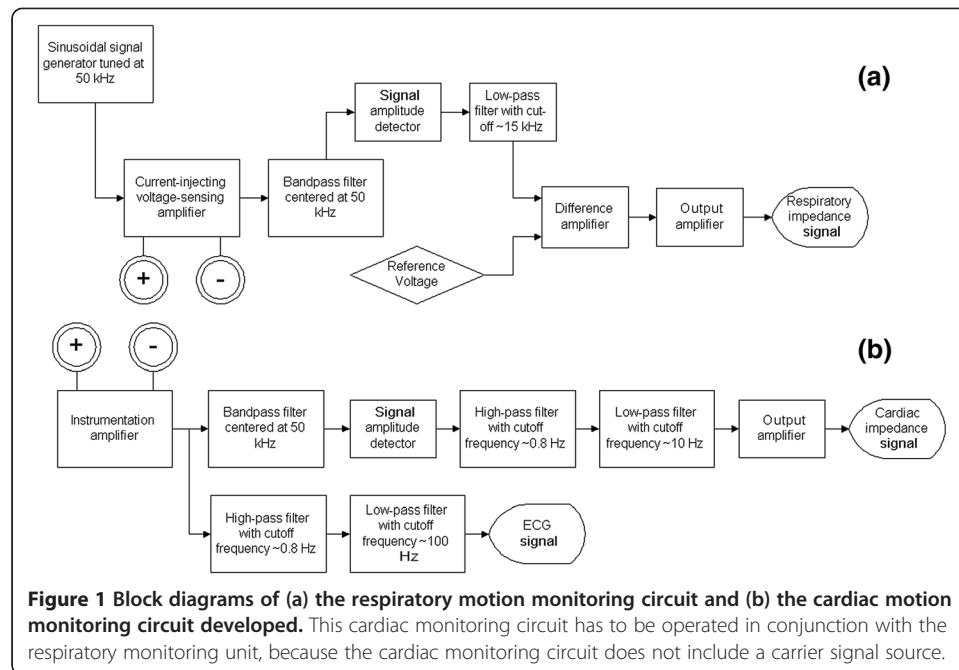 Sinusoidal signal
generator tuned at
50 kHz
(a)
Signal
amplitude
detector
Low-pass
filter with cut-
off ~15 kHz
Current-injecting
voltage-sensing
amplifier
Bandpass filter
centered at 50
kHz
Difference
amplifier
Output
amplifier
Respiratory
impedance
signal
Reference
Voltage
+
-
+
-
(b)
Instrumentation
amplifier
Bandpass filter
centered at 50
kHz
Signal
amplitude
detector
High-pass filter
with cutoff
frequency ~0.8 Hz
Low-pass filter
with cutoff
frequency ~10 Hz
Output
amplifier
Cardiac
impedance
signal
High-pass filter
with cutoff
frequency ~0.8 Hz
Low-pass filter
with cutoff
frequency ~100
Hz
ECG
signal
Figure 1 Block diagrams of (a) the respiratory motion monitoring circuit and (b) the cardiac motion
monitoring circuit developed. This cardiac monitoring circuit has to be operated in conjunction with the
respiratory monitoring unit, because the cardiac monitoring circuit does not include a carrier signal source.